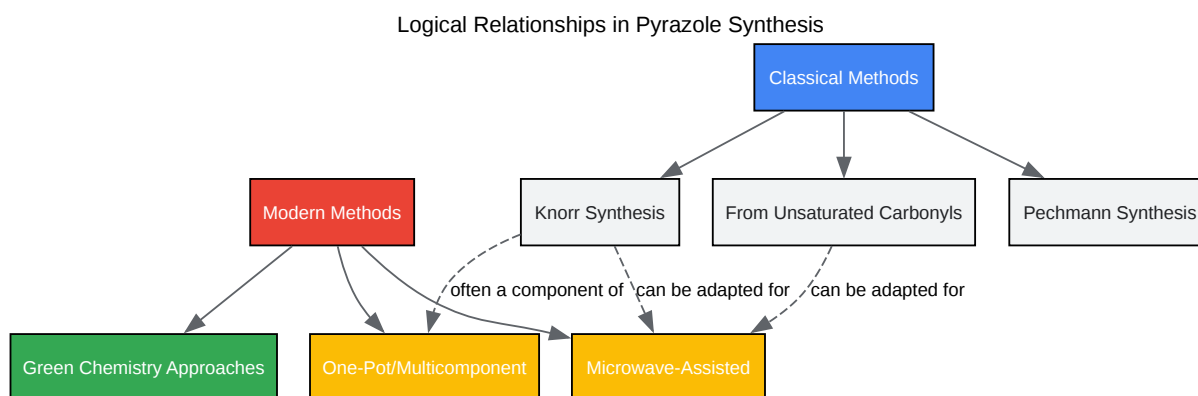 Logical Relationships in Pyrazole Synthesis
Classical Methods
Modern Methods
Knorr Synthesis
From Unsaturated Carbonyls
Pechmann Synthesis
often a component of
can be adapted for
can be adapted for
Green Chemistry Approaches
One-Pot/Multicomponent
Microwave-Assisted